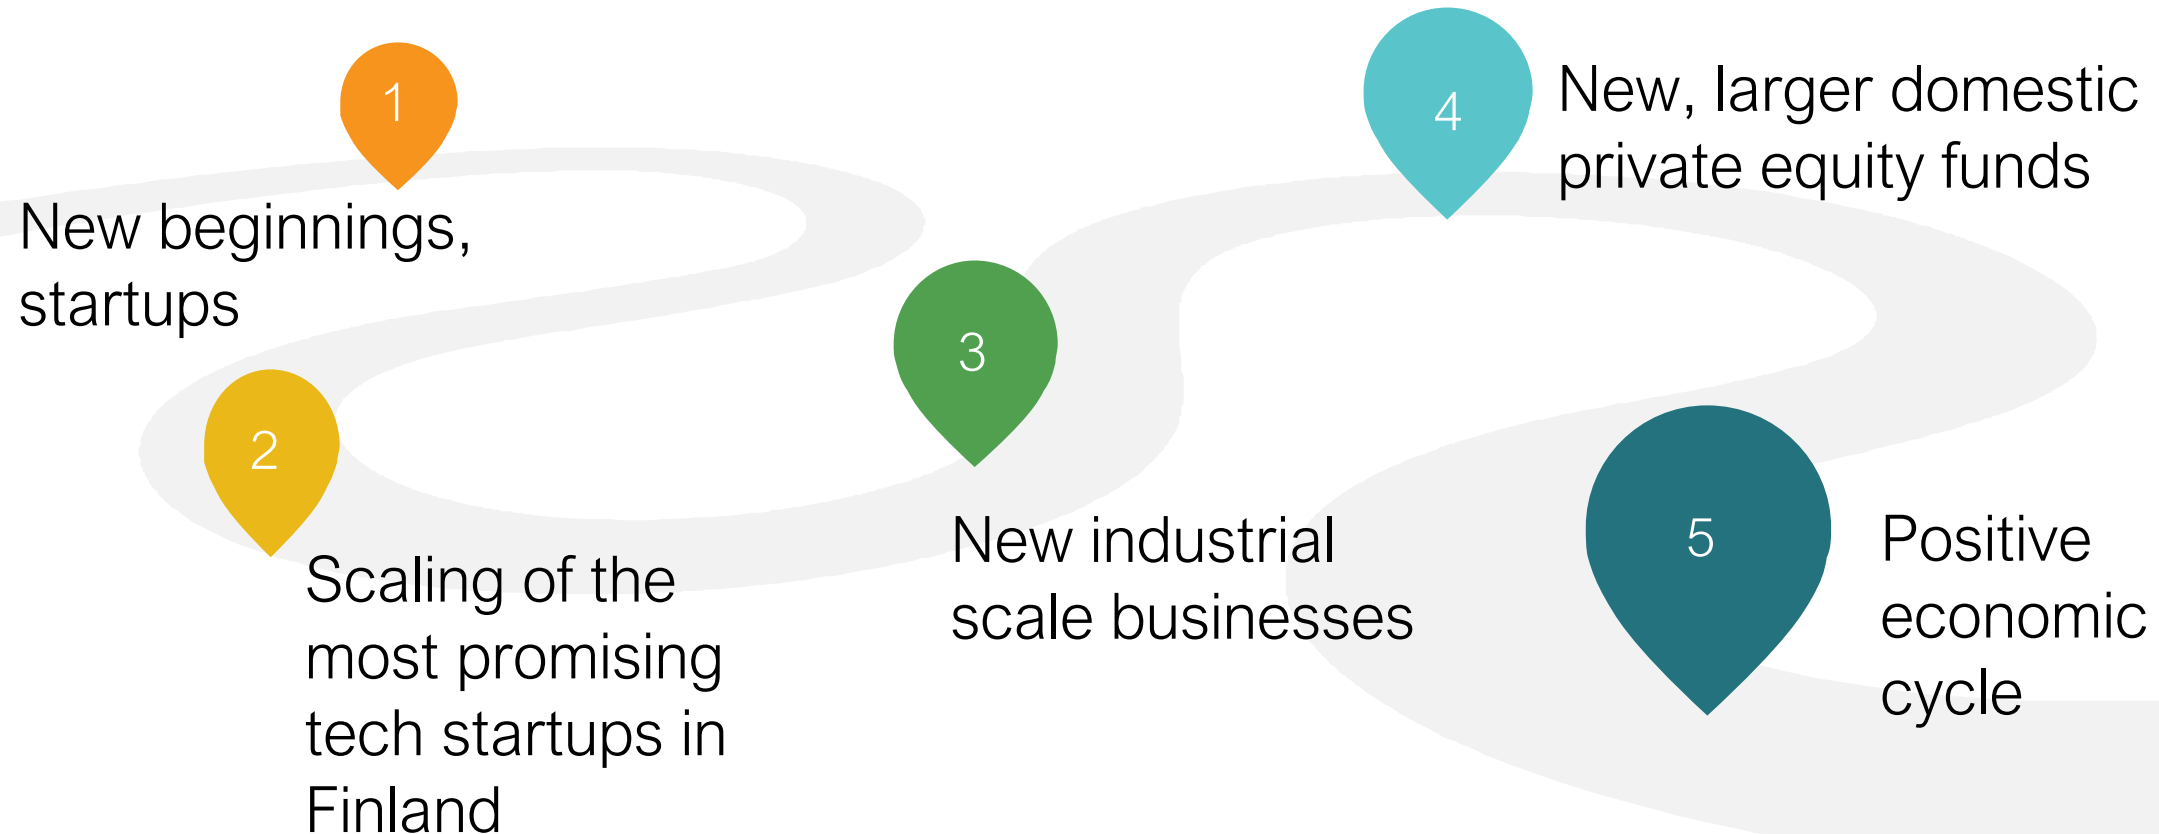 1
New beginnings,
startups
2
Scaling of the
most promising
tech startups in
Finland
3
New industrial
scale businesses
4
New, larger domestic
private equity funds
5
Positive
economic
cycle